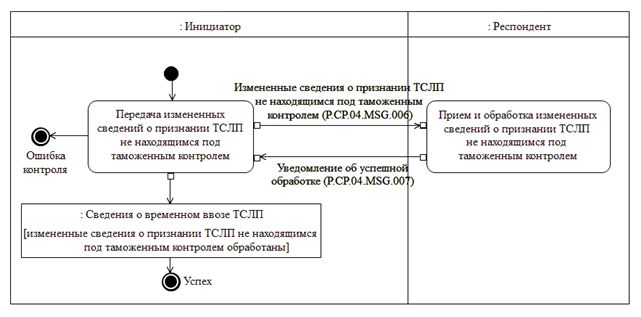 : Инициатор
: Респондент
Измененные сведения о признании ТСЛП
не находящимся под таможенным
контролем (P.CP.04.MSG.006)
Передача измененных
сведений о признании ТСЛП
не находящимся под
таможенным контролем
Прием и обработка измененных
сведений о признании ТСЛП
не находящимся под
таможенным контролем
Ошибка
контроля
Уведомление об успешной
обработке (P.CP.04.MSG.007)
: Сведения о временном ввозе ТСЛП
[измененные сведения о признании ТСЛП не находящимся
под таможенным контролем обработаны]
Успех